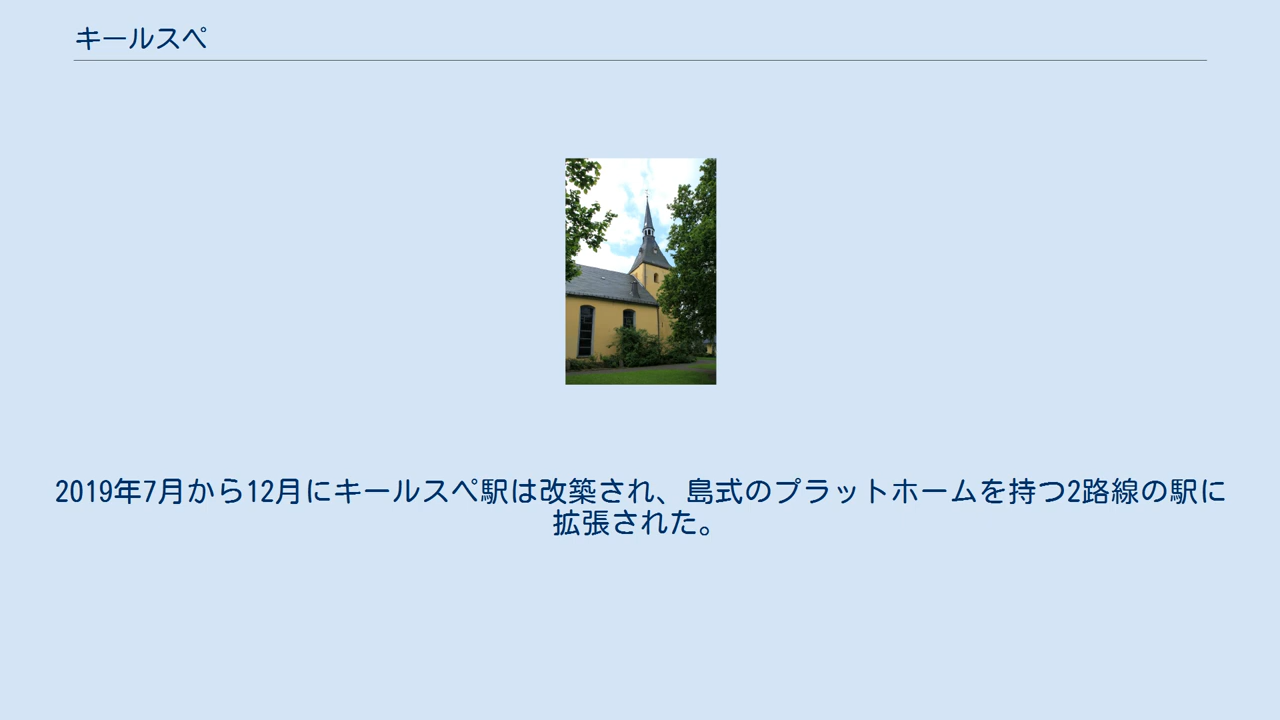 キールスペ
2019年7月から12月にキールスペ駅は改築され、島式のプラットホームを持つ2路線の駅に
拡張された。